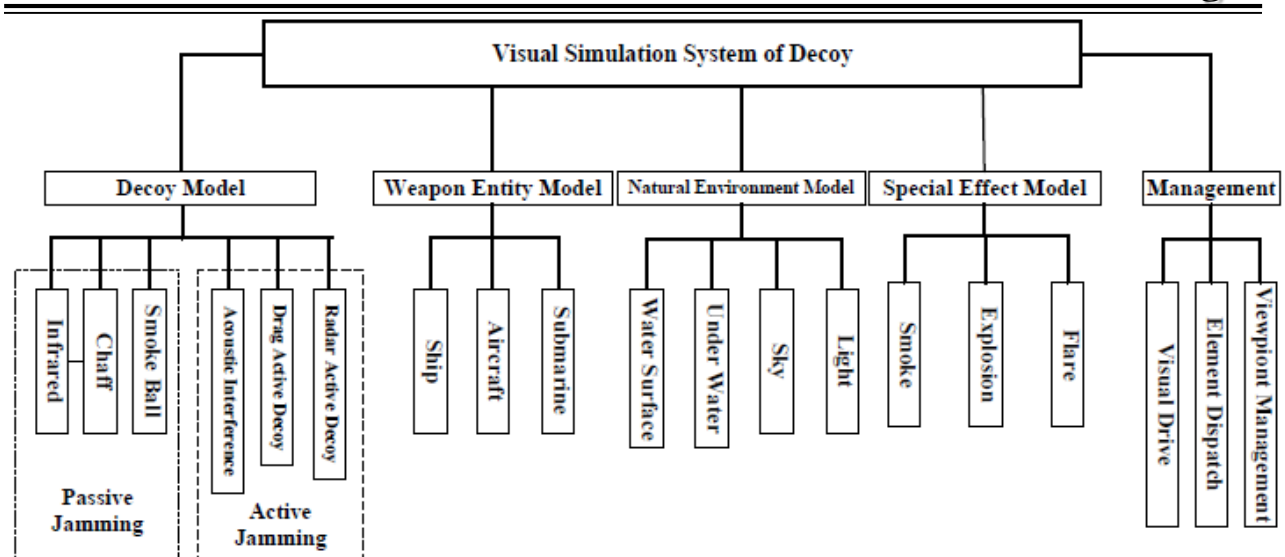 Visual Simulation System of Decoy
Decoy Model
Weapon Entity Model
Natural Environment Model
Special Effect Model
Management
Infrared
Chaff
Smoke Ball
Acoustic Interference
Drag Active Decoy
Radar Active Decoy
Ship
Aircraft
Submarine
Water Surface
Under Water
Sky
Light
Smoke
Explosion
Flare
Visual Drive
Element Dispatch
Viewpiont Management
Passive
Jamming
Active
Jamming